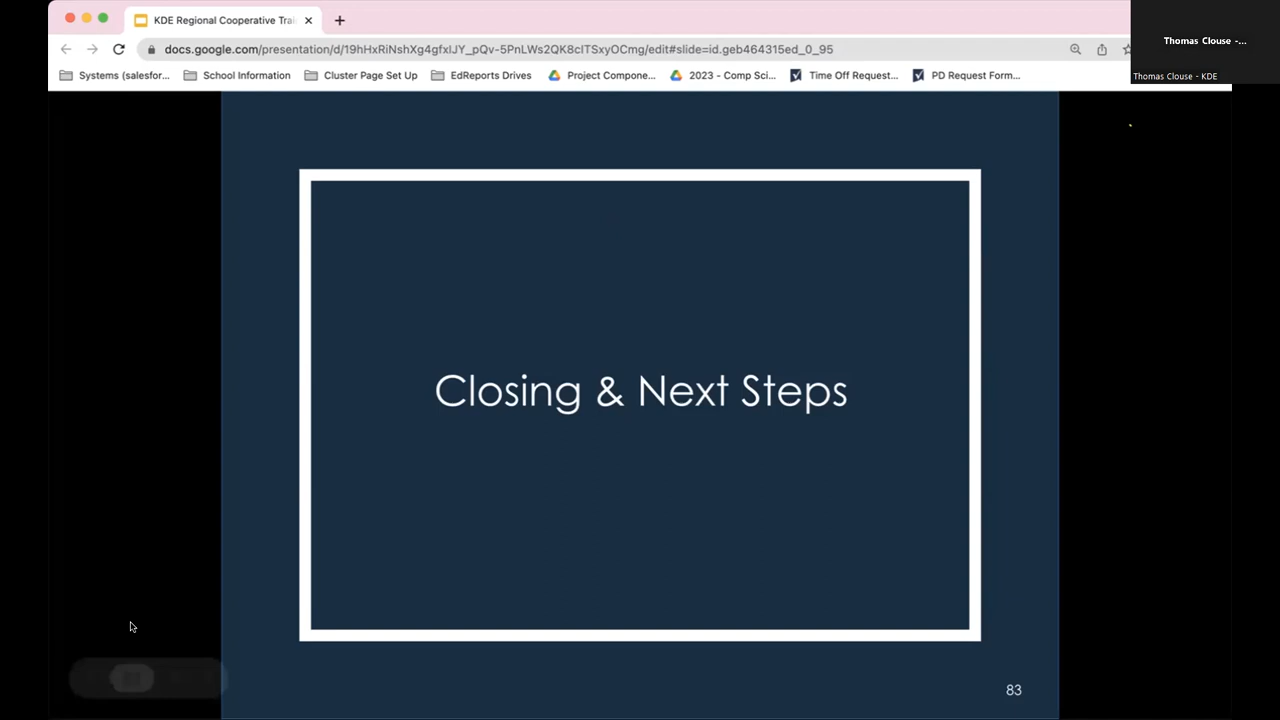 KDE Regional Cooperative Trai
Thomas Clouse -...
docs.google.com/presentation/d/19hHxRiNshXg4gfxIJY_pQv-5PnLWs2QK8clTSxyOCmg/edit#slide=id.geb464315ed_0_95
Systems (salesfor... School Information Cluster Page Set Up EdReports Drives Project Compone... 2023 - Comp Sci... Time Off Request... PD Request Form...
Thomas Clouse - KDE
Closing & Next Steps
83